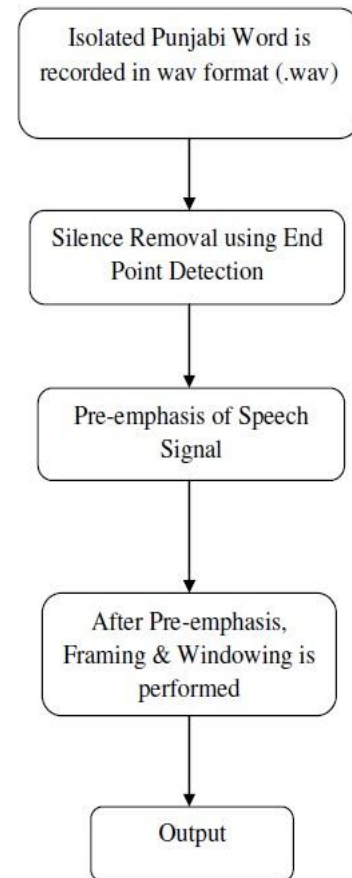 Isolated Punjabi Word is
recorded in wav format (.wav)
Silence Removal using End
Point Detection
Pre-emphasis of Speech
Signal
After Pre-emphasis,
Framing & Windowing is
performed
Output